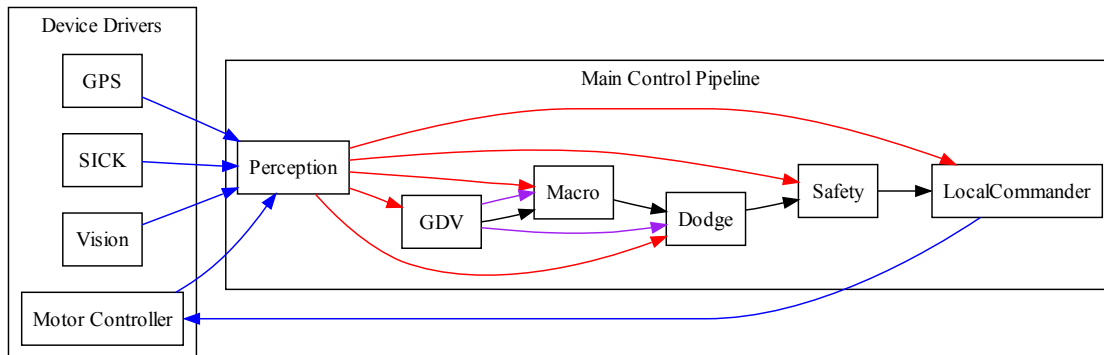 Device Drivers
GPS
SICK
Vision
Motor Controller
Main Control Pipeline
Perception
GDV
Macro
Dodge
Safety
LocalCommander